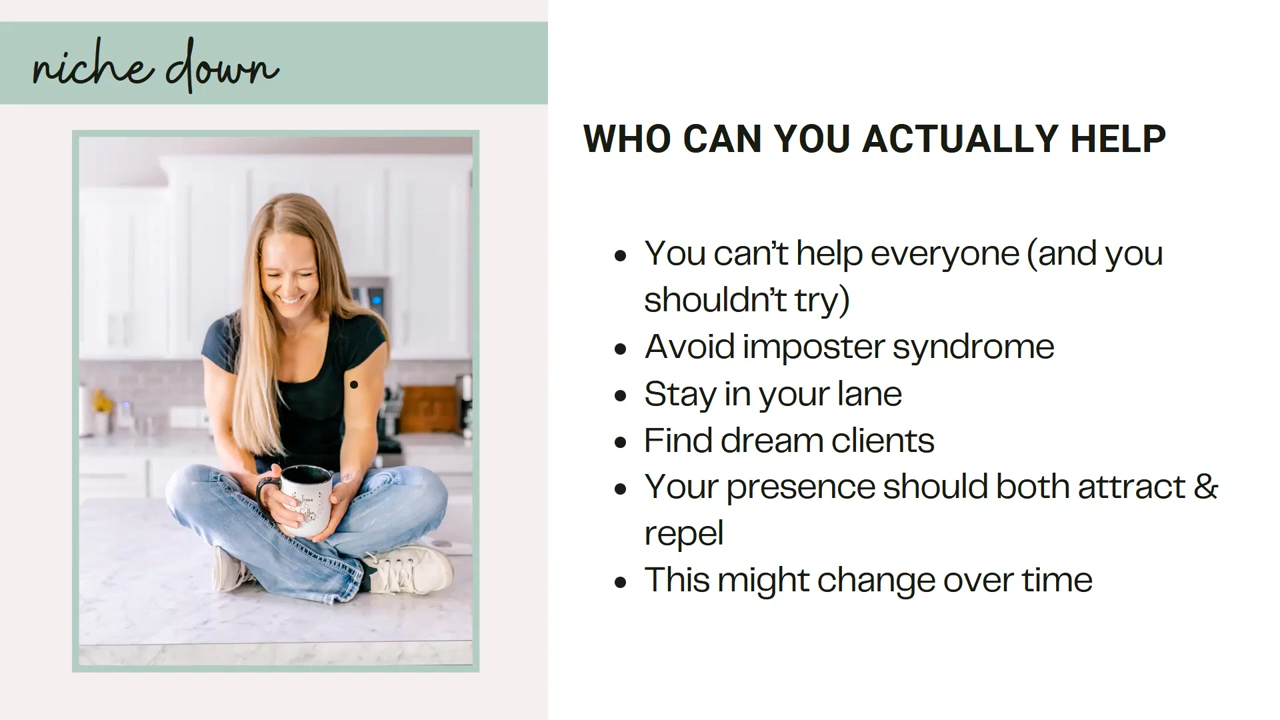 niche down
WHO CAN YOU ACTUALLY HELP
• You can't help everyone (and you
shouldn't try)
• Avoid imposter syndrome
• Stay in your lane
• Find dream clients
• Your presence should both attract &
repel
• This might change over time